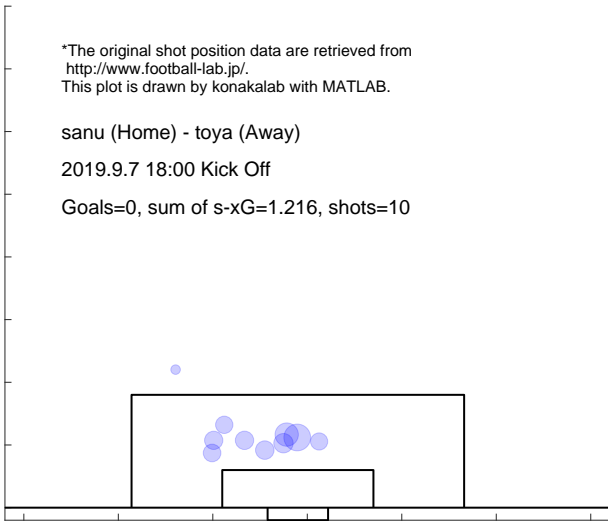 *The original shot position data are retrieved from
http://www.football-lab.jp/.
This plot is drawn by konakalab with MATLAB.
sanu (Home) - toya (Away)
2019.9.7 18:00 Kick Off
Goals=0, sum of s-xG=1.216, shots=10